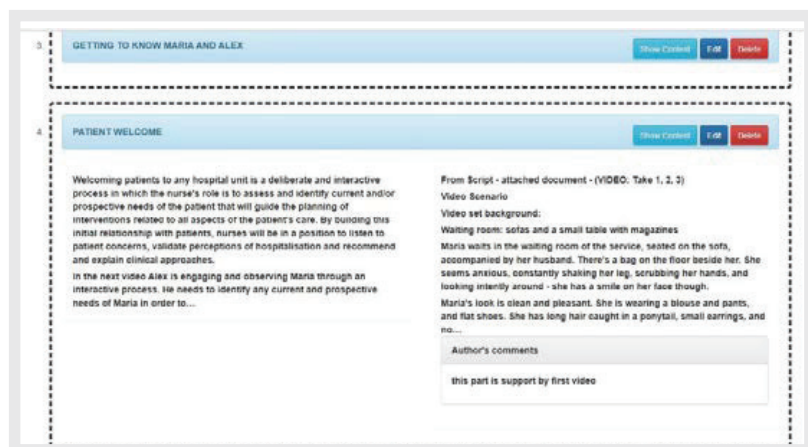 3. GETTING TO KNOW MARIA AND ALEX
Show Content Edit Delete
4. PATIENT WELCOME
Show Content Edit Delete
Welcoming patients to any hospital unit is a deliberate and interactive
process in which the nurse's role is to assess and identify current and/or
prospective needs of the patient that will guide the planning of
interventions related to all aspects of the patient's care. By building this
initial relationship with patients, nurses will be in a position to listen to
patient concerns, validate perceptions of hospitalisation and recommend
and explain clinical approaches.
In the next video Alex is engaging and observing Maria through an
interactive process. He needs to identify any current and prospective
needs of Maria in order to...
From Script - attached document - (VIDEO: Take 1, 2, 3)
Video Scenario
Video set background:
Waiting room: sofas and a small table with magazines
Maria waits in the waiting room of the service, seated on the sofa,
accompanied by her husband. There's a bag on the floor beside her. She
seems anxious, constantly shaking her leg, scrubbing her hands, and
looking intently around - she has a smile on her face though.
Maria's look is clean and pleasant. She is wearing a blouse and pants,
and flat shoes. She has long hair caught in a ponytail, small earrings, and
no...
Author's comments
this part is support by first video